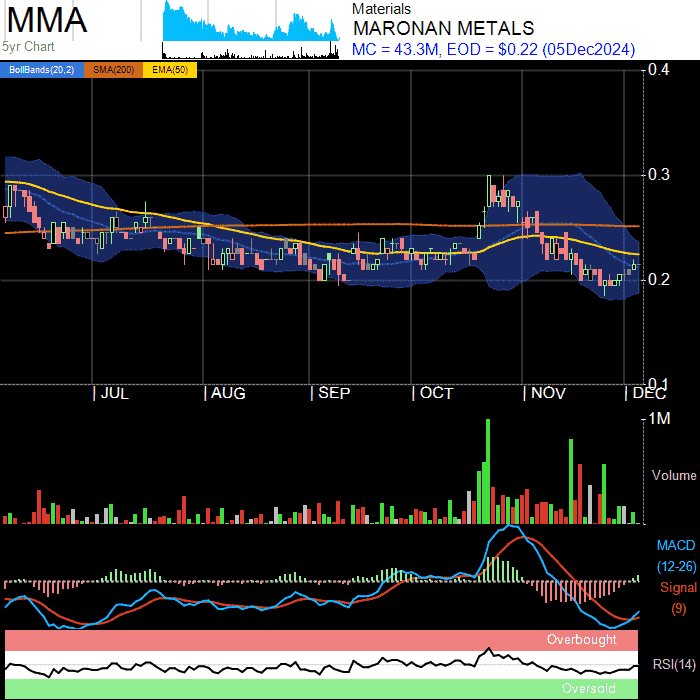 MMA
5yr Chart
Materials
MARONAN METALS
MC = 43.3M, EOD = $0.22 (05Dec2024)
BollBands(20,2) SMA(200) EMA(50)
0.4
0.3
0.2
0.1
JUL AUG SEP OCT NOV DEC
1M
Volume
MACD
(12-26)
Signal
(9)
Overbought
RSI(14)
Oversold